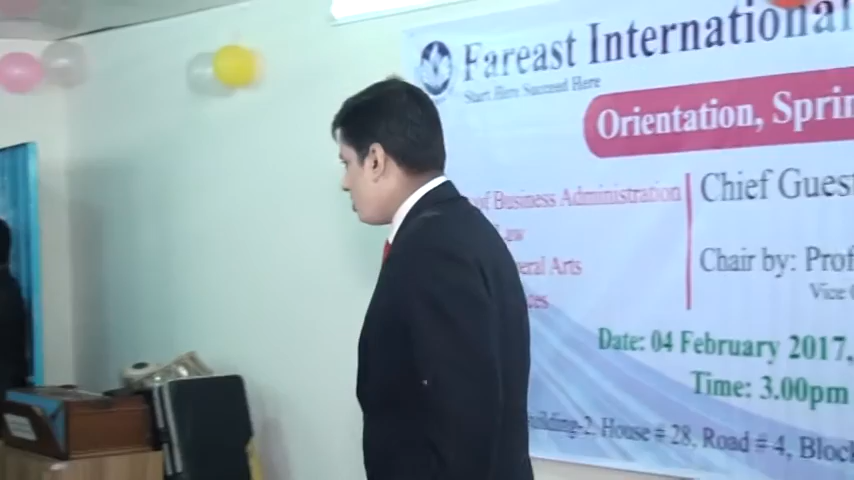 Fareast International
Start Here Succeed Here
Orientation, Sprin
of Business Administration
Law
eral Arts
ces
Chief Guest
Chair by: Prof
Vice
Date: 04 February 2017,
Time: 3.00pm
Building-2, House # 28, Road # 4, Block